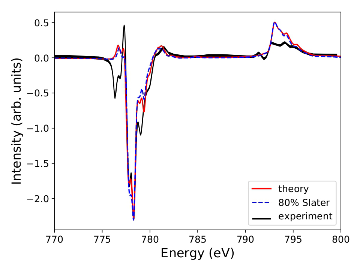 0.5
0.0
−0.5
−1.0
−1.5
−2.0
Intensity (arb. units)
theory
80% Slater
experiment
770 775 780 785 790 795 800
Energy (eV)